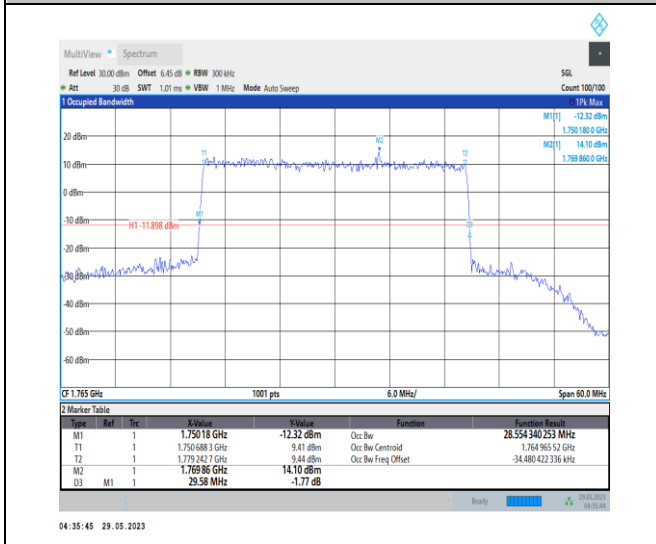 MultiView Spectrum
Ref Level 30.00 dBm Offset 6.45 dB RBW 300 kHz SGL
Att 30 dB SWT 1.01 ms VBW 1 MHz Mode Auto Sweep Count 100/100
1 Occupied Bandwidth 1Pk Max
M1[1] -12.32 dBm
1.750 180 0 GHz
M2[1] 14.10 dBm
1.769 860 0 GHz
20 dBm
M2
T1 T2
10 dBm
0 dBm
M1
-10 dBm
H1 -11.898 dBm
D3
-20 dBm
-30 dBm
-40 dBm
-50 dBm
-60 dBm
CF 1.765 GHz 1001 pts 6.0 MHz/ Span 60.0 MHz
2 Marker Table
Type Ref Trc X-Value Y-Value Function Function Result
M1 1 1.75018 GHz -12.32 dBm Occ Bw 28.554 340 253 MHz
T1 1 1.750 688 3 GHz 9.41 dBm Occ Bw Centroid 1.764 965 52 GHz
T2 1 1.779 242 7 GHz 9.44 dBm Occ Bw Freq Offset -34.480 422 336 kHz
M2 1 1.769 86 GHz 14.10 dBm
D3 M1 1 29.58 MHz -1.77 dB
Ready 29.05.2023
04:35:44
04:35:45 29.05.2023